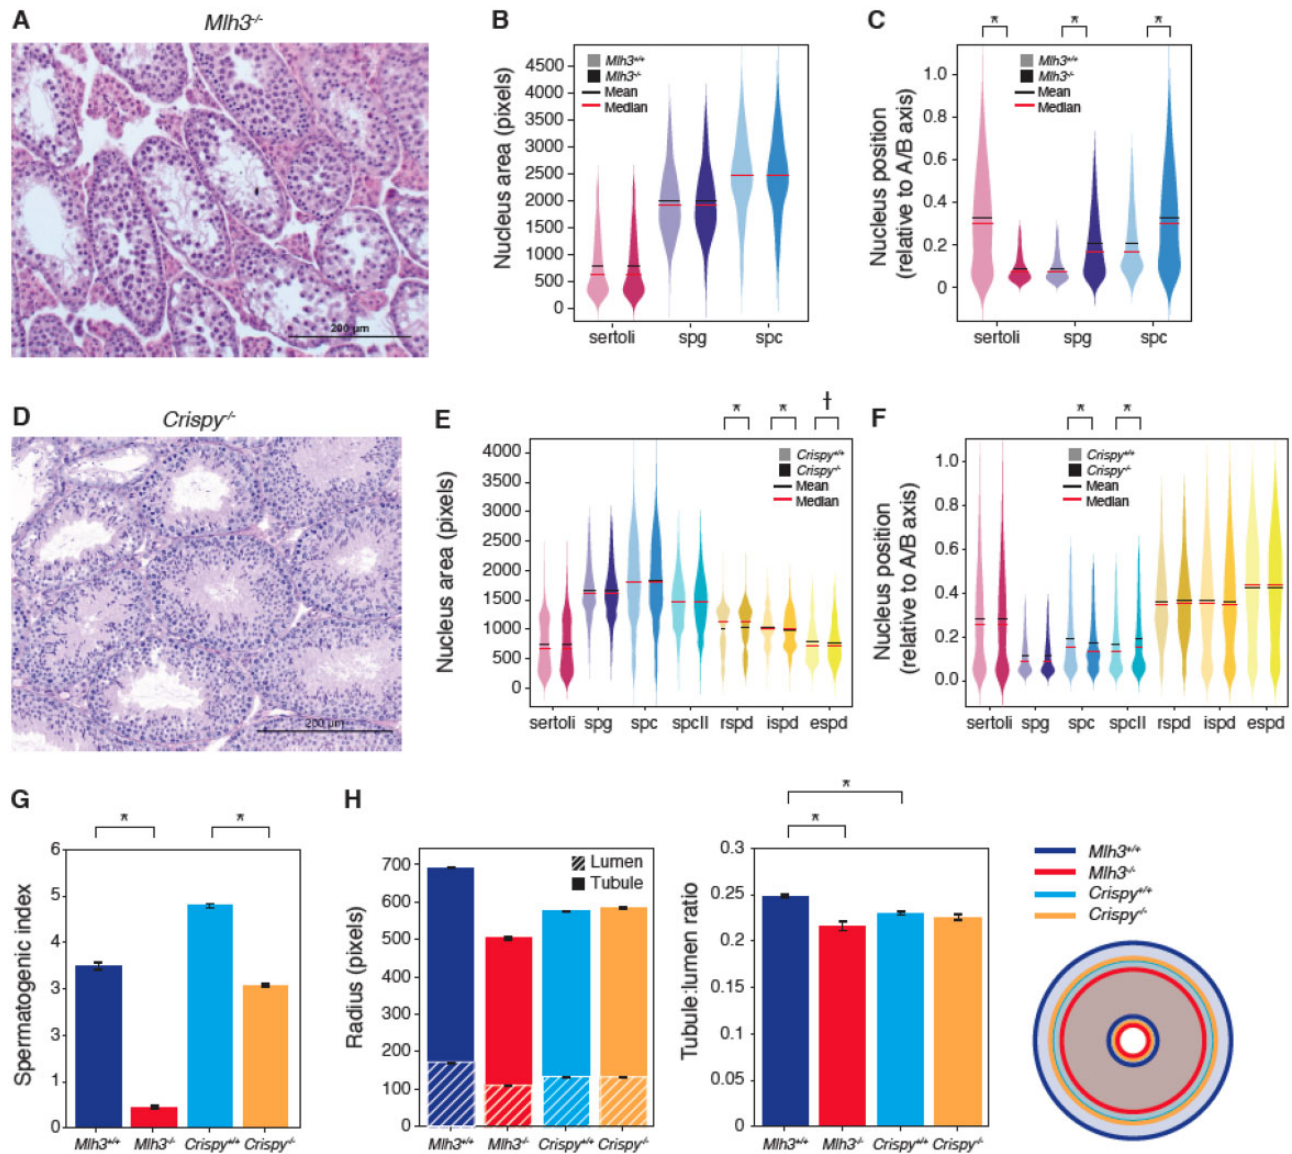 A
Mlh3-/-
200 µm
B
Nucleus area (pixels)
4500
4000
3500
3000
2500
2000
1500
1000
500
0
Mlh3+/+
Mlh3-/-
Mean
Median
sertoli spg spc
C
* * *
Nucleus position
(relative to A/B axis)
1.0
0.8
0.6
0.4
0.2
0
Mlh3+/+
Mlh3-/-
Mean
Median
sertoli spg spc
D
Crispy-/-
200 µm
E
* * †
Nucleus area (pixels)
4000
3500
3000
2500
2000
1500
1000
500
0
Crispy+/+
Crispy-/-
Mean
Median
sertoli spg spc spcII rspd ispd espd
F
* *
Nucleus position
(relative to A/B axis)
1.0
0.8
0.6
0.4
0.2
0.0
Crispy+/+
Crispy-/-
Mean
Median
sertoli spg spc spcII rspd ispd espd
G
* *
Spermatogenic index
6
5
4
3
3
1
0
Mlh3+/+ Mlh3-/- Crispy+/+ Crispy-/-
H
Radius (pixels)
700
600
500
400
300
200
100
0
Lumen
Tubule
Mlh3+/+ Mlh3-/- Crispy+/+ Crispy-/-
*
*
Tubule:lumen ratio
0.3
0.25
0.2
0.15
0.1
0.05
0
Mlh3+/+ Mlh3-/- Crispy+/+ Crispy-/-
Mlh3+/+
Mlh3-/-
Crispy+/+
Crispy-/-